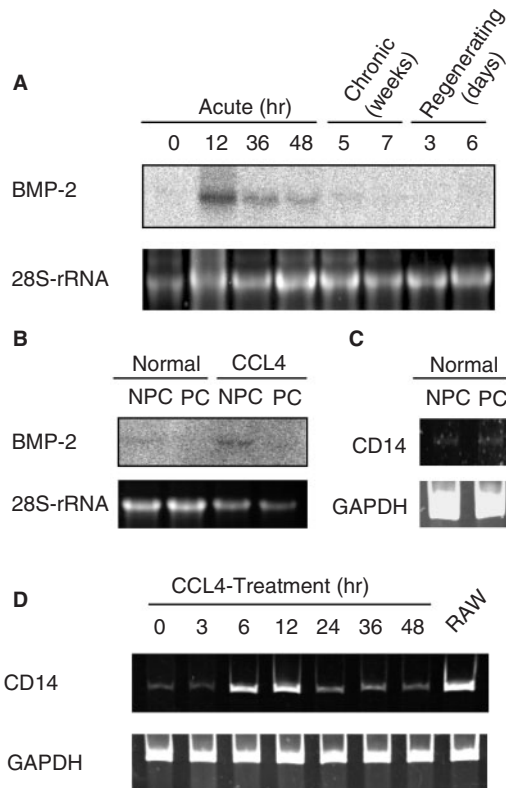 A
Acute (hr)
Chronic (weeks)
Regenerating (days)
0 12 36 48 5 7 3 6
BMP-2
28S-rRNA
B
Normal CCL4
NPC PC NPC PC
BMP-2
28S-rRNA
C
Normal
NPC PC
CD14
GAPDH
D
CCL4-Treatment (hr)
0 3 6 12 24 36 48 RAW
CD14
GAPDH